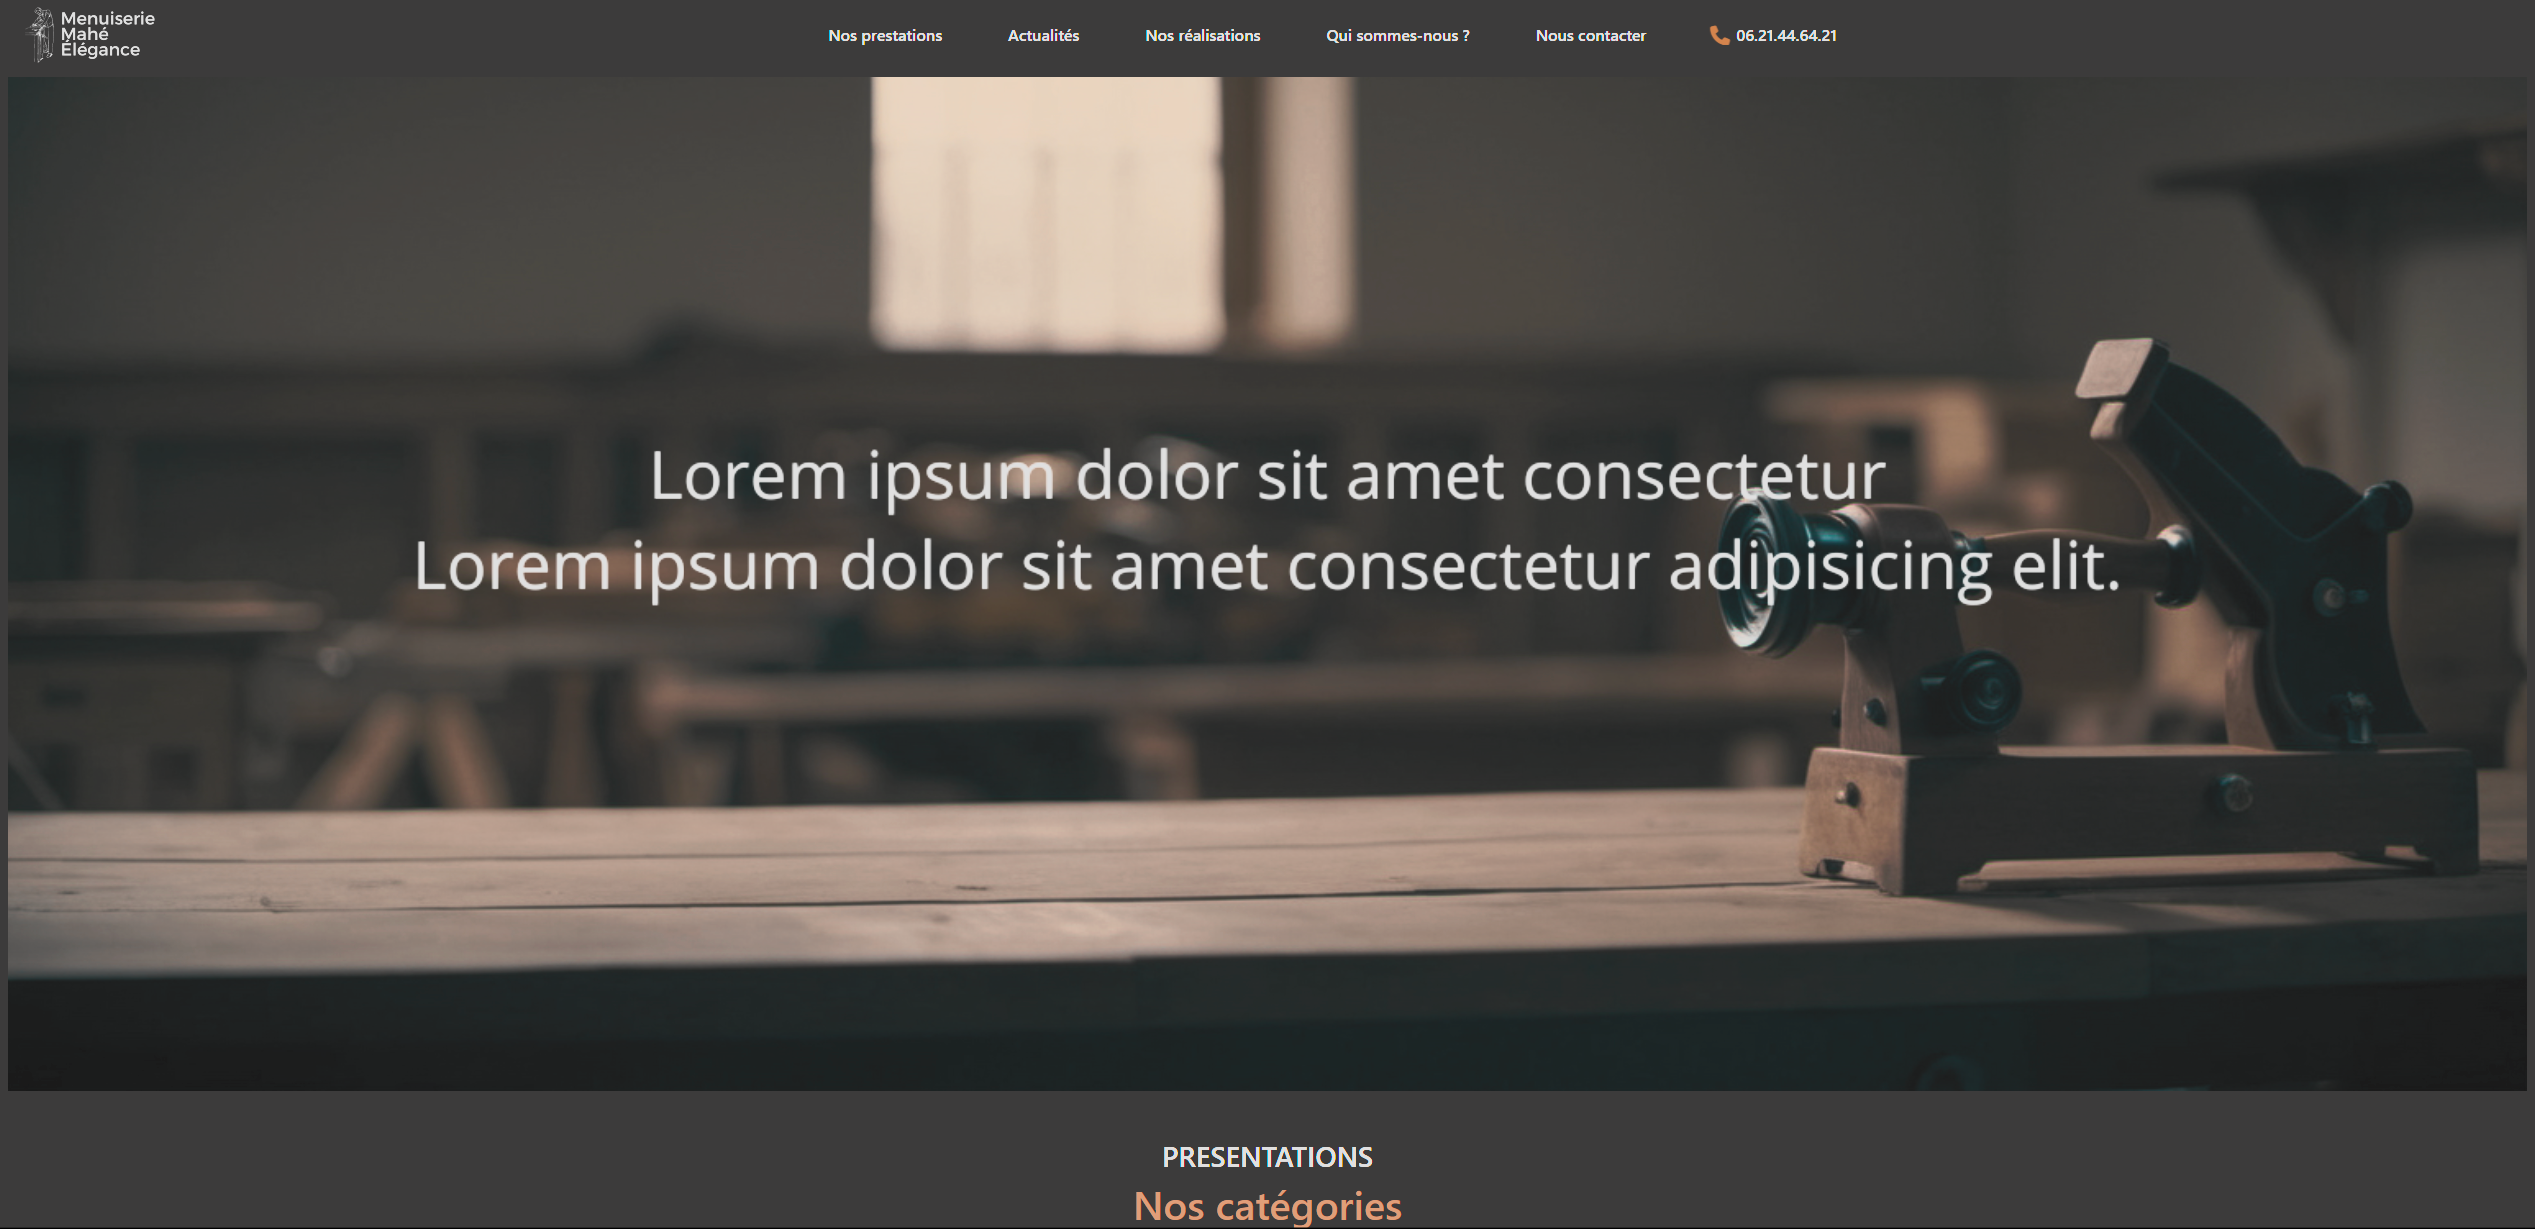 Menuiserie
Mahé
Élégance
Nos prestations
Actualités
Nos réalisations
Qui sommes-nous ?
Nous contacter
06.21.44.64.21
Lorem ipsum dolor sit amet consectetur
Lorem ipsum dolor sit amet consectetur adipisicing elit.
PRESENTATIONS
Nos catégories